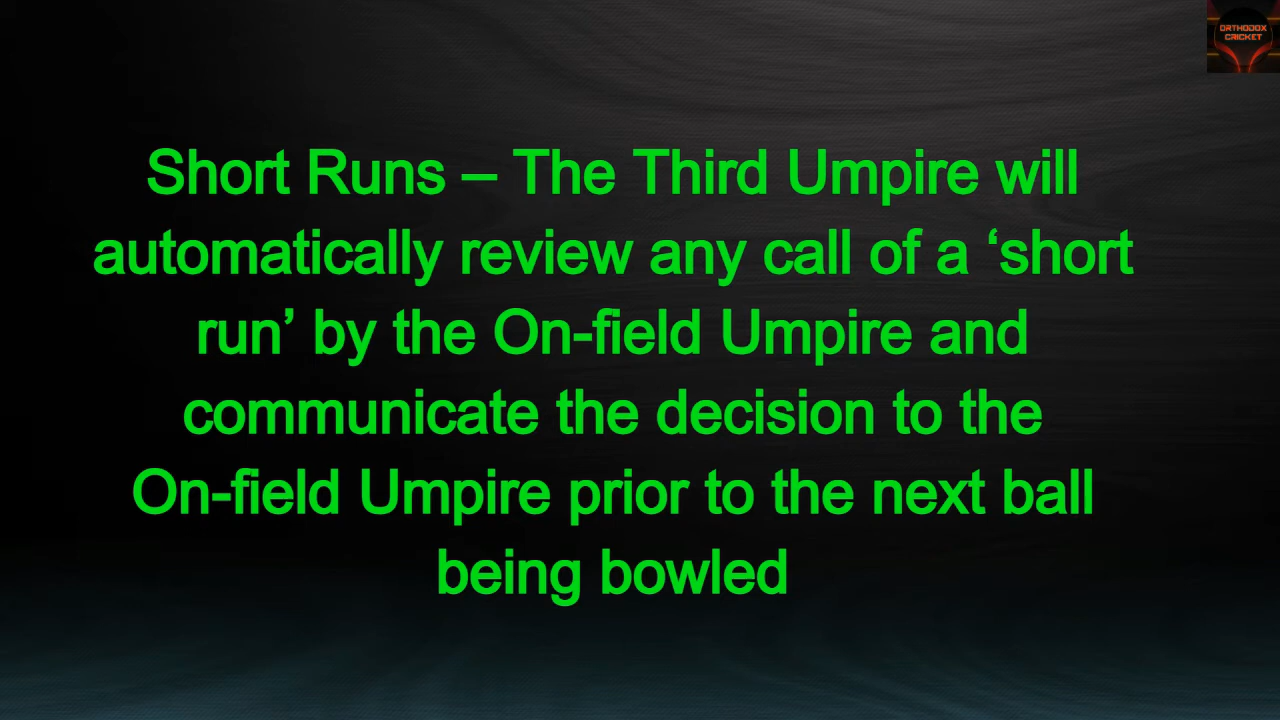 ORTHODOX
CRICKET
Short Runs – The Third Umpire will
automatically review any call of a ‘short
run’ by the On-field Umpire and
communicate the decision to the
On-field Umpire prior to the next ball
being bowled